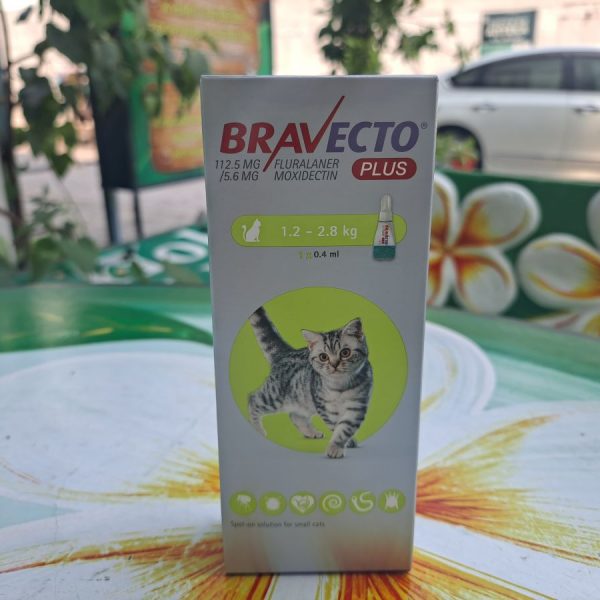 BRAVECTO®
112.5 MG FLURALANER
/5.6 MG MOXIDECTIN
PLUS
1.2 – 2.8 kg
1 x 0.4 ml
Spot-on solution for small cats